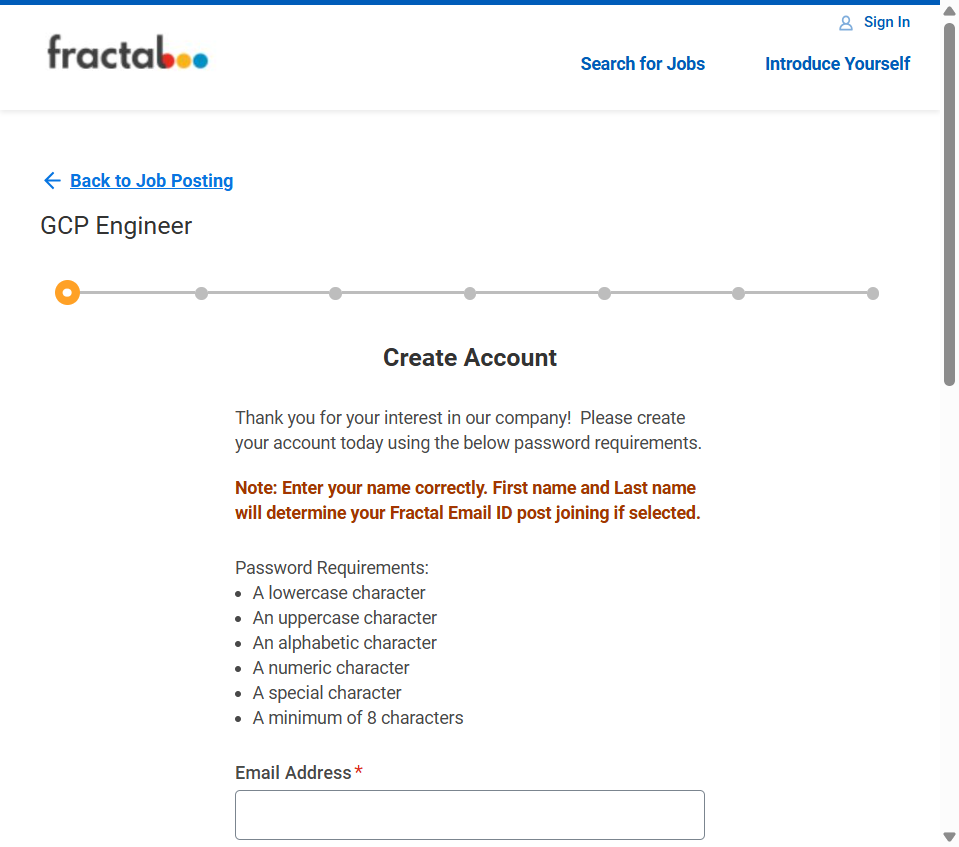 Sign In
fractal
Search for Jobs
Introduce Yourself
Back to Job Posting
GCP Engineer
Create Account
Thank you for your interest in our company!  Please create
your account today using the below password requirements.
Note: Enter your name correctly. First name and Last name
will determine your Fractal Email ID post joining if selected.
Password Requirements:
• A lowercase character
• An uppercase character
• An alphabetic character
• A numeric character
• A special character
• A minimum of 8 characters
Email Address*